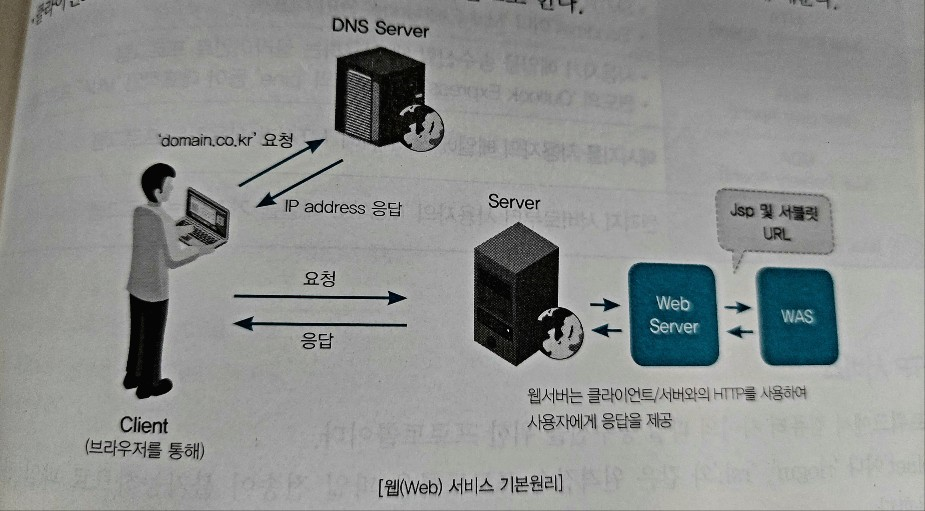 DNS Server
'domain.co.kr' 요청
IP address 응답
Server
Jsp 및 서블릿
URL
요청
Web
Server
WAS
응답
웹서버는 클라이언트/서버와의 HTTP를 사용하여
사용자에게 응답을 제공
Client
(브라우저를 통해)
[웹(Web) 서비스 기본원리]